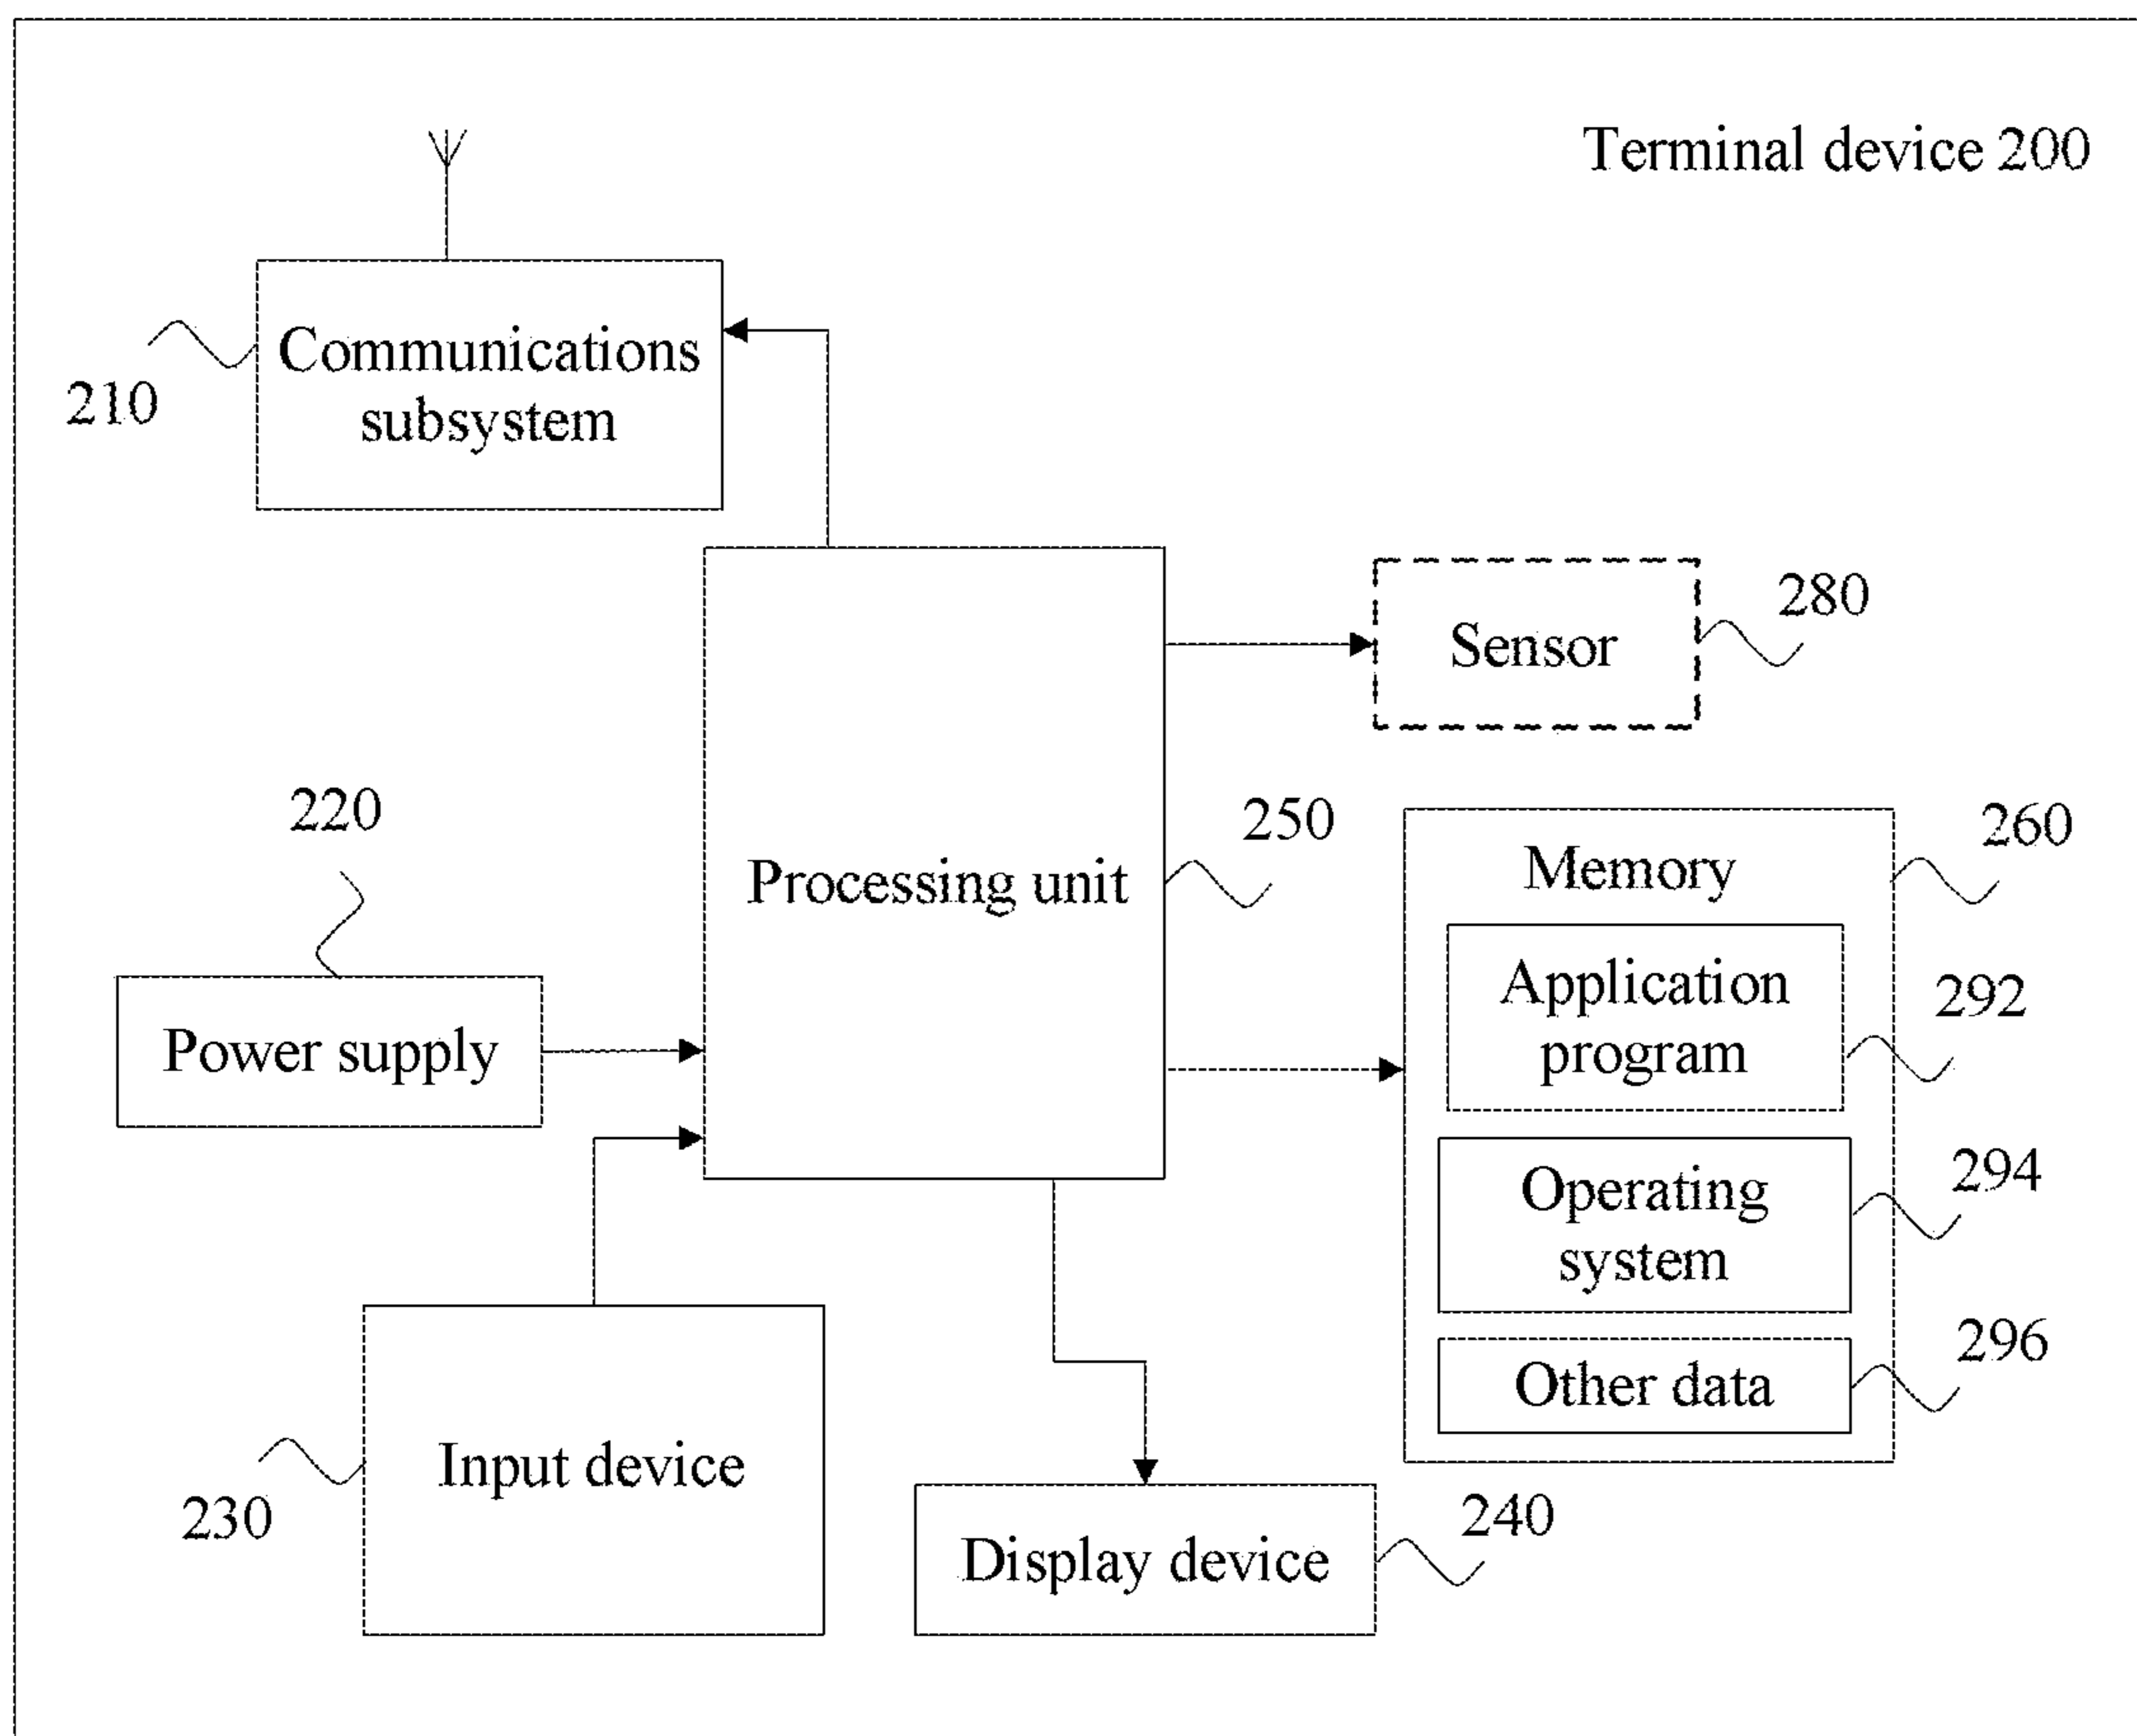 Terminal device 200
Communications
subsystem
210
Sensor
280
Processing unit
250
220
Power supply
Memory
260
Application
program
292
Operating
system
294
Other data
296
Input device
230
Display device
240